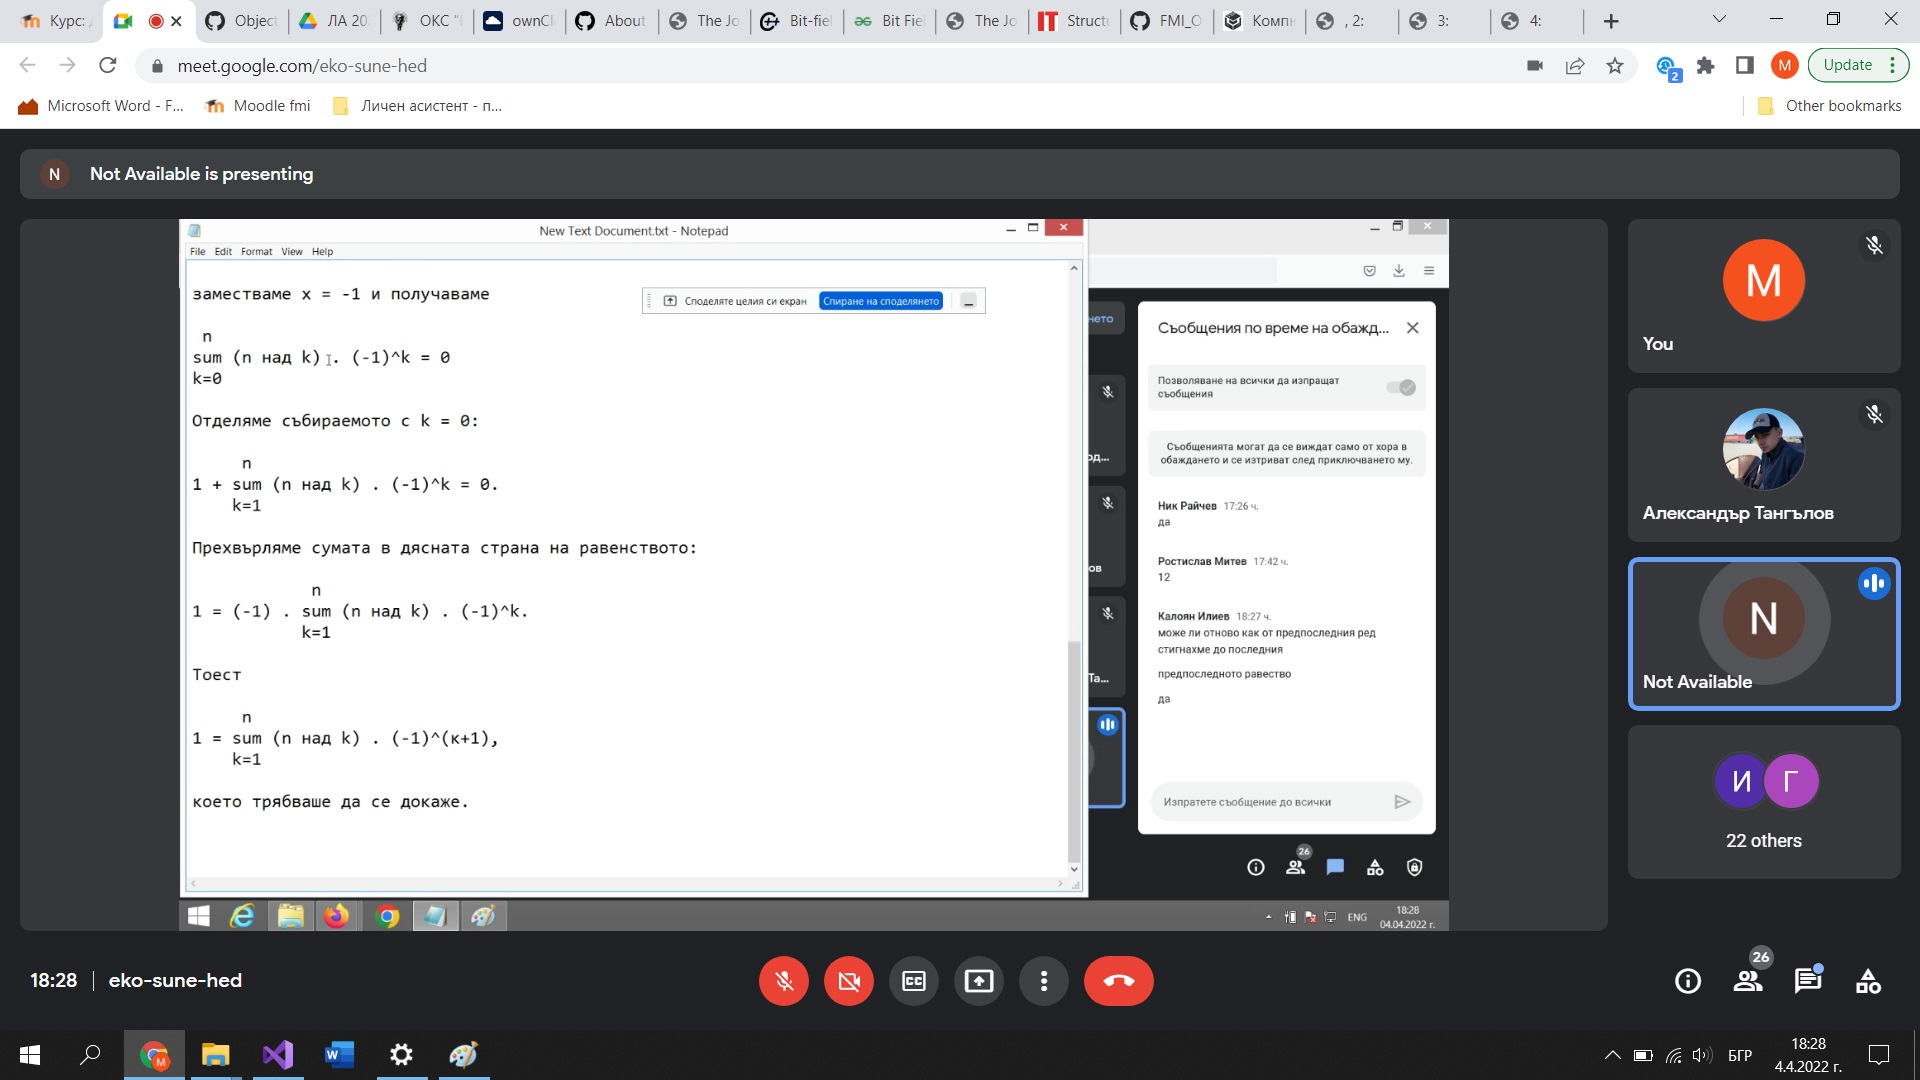 Курс:
Object
ЛА 20
ОКС "
ownCl
About
The Jo
Bit-fiel
Bit Fiel
The Jo
Struct
FMI_O
Компн
, 2:
3:
4:
meet.google.com/eko-sune-hed
2
M
Update
Microsoft Word - F...
Moodle fmi
Личен асистент - п...
Other bookmarks
N
Not Available is presenting
New Text Document.txt - Notepad
File Edit Format View Help
заместваме x = -1 и получаваме
Споделяте целия си екран
Спиране на споделянето
n
sum (n над k) . (-1)^k = 0
k=0
Отделяме събираемото с k = 0:
n
1 + sum (n над k) . (-1)^k = 0.
k=1
Прехвърляме сумата в дясната страна на равенството:
n
1 = (-1) . sum (n над k) . (-1)^k.
k=1
Тоест
n
1 = sum (n над k) . (-1)^(к+1),
k=1
което трябваше да се докаже.
нето
од...
ов
Та...
Съобщения по време на обажд...
Позволяване на всички да изпращат
съобщения
Съобщенията могат да се виждат само от хора в
обаждането и се изтриват след приключването му.
Ник Райчев 17:26 ч.
да
Ростислав Митев 17:42 ч.
12
Калоян Илиев 18:27 ч.
може ли отново как от предпоследния ред
стигнахме до последния
предпоследното равество
да
Изпратете съобщение до всички
26
ENG
18:28
04.04.2022 г.
M
You
Александър Тангълов
N
Not Available
И
Г
22 others
18:28
eko-sune-hed
26
БГР
18:28
4.4.2022 г.